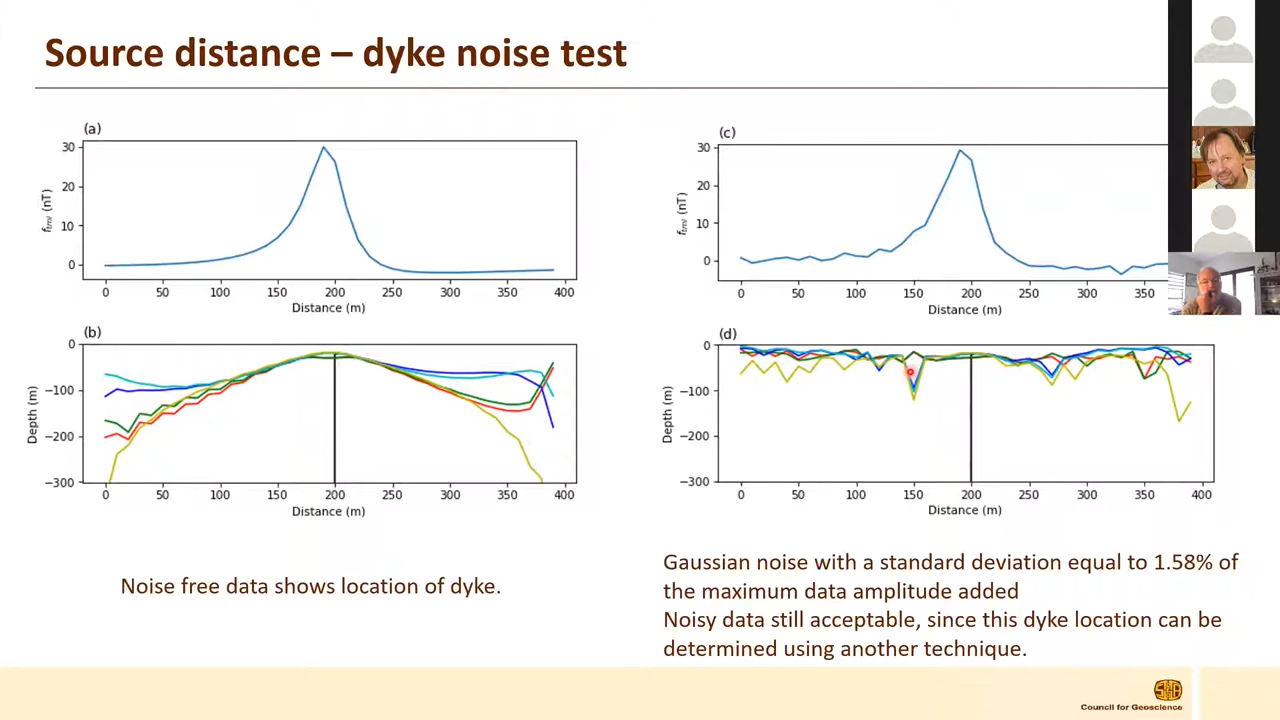 Source distance – dyke noise test
(a)
30
20
10
0
f_tmi (nT)
0 50 100 150 200 250 300 350 400
Distance (m)
(b)
0
−100
−200
−300
Depth (m)
0 50 100 150 200 250 300 350 400
Distance (m)
Noise free data shows location of dyke.
(c)
30
20
10
0
f_tmi (nT)
0 50 100 150 200 250 300 350
Distance (m)
(d)
0
−100
−200
−300
Depth (m)
0 50 100 150 200 250 300 350 400
Distance (m)
Gaussian noise with a standard deviation equal to 1.58% of
the maximum data amplitude added
Noisy data still acceptable, since this dyke location can be
determined using another technique.
Council for Geoscience